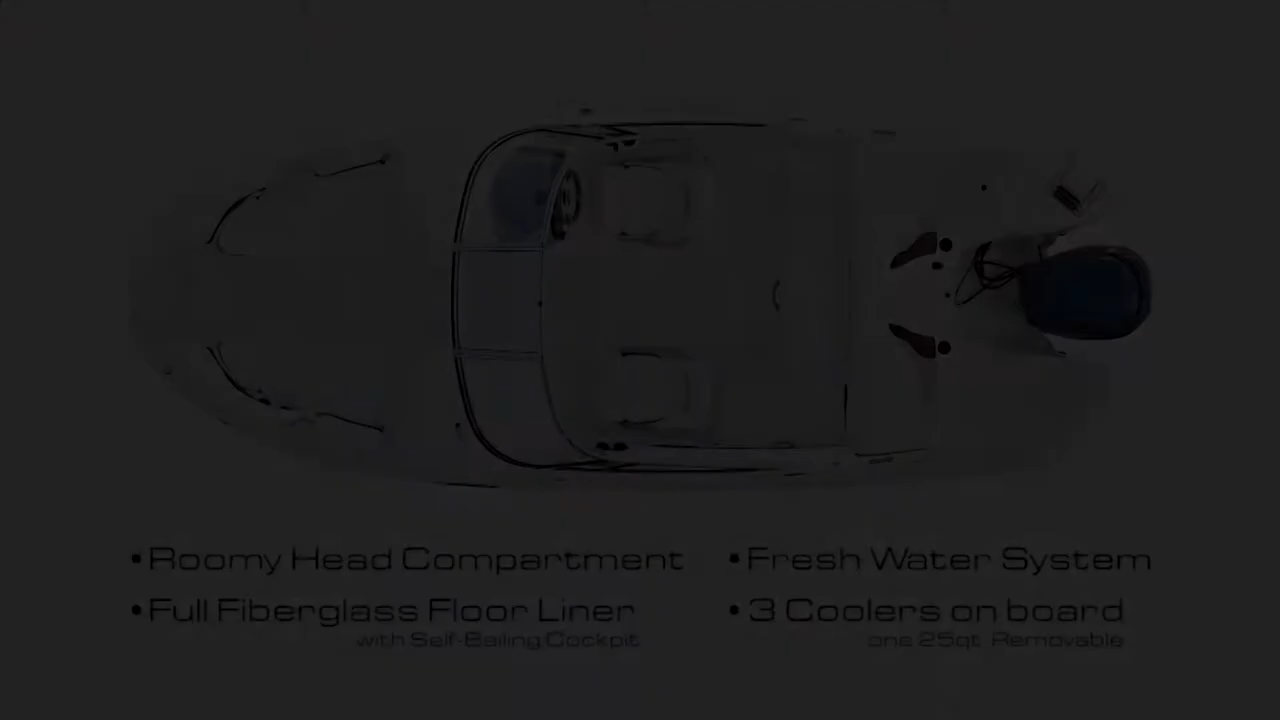 • Roomy Head Compartment
• Fresh Water System
• Full Fiberglass Floor Liner
with Self-Bailing Cockpit
• 3 Coolers on board
one 25qt. Removable